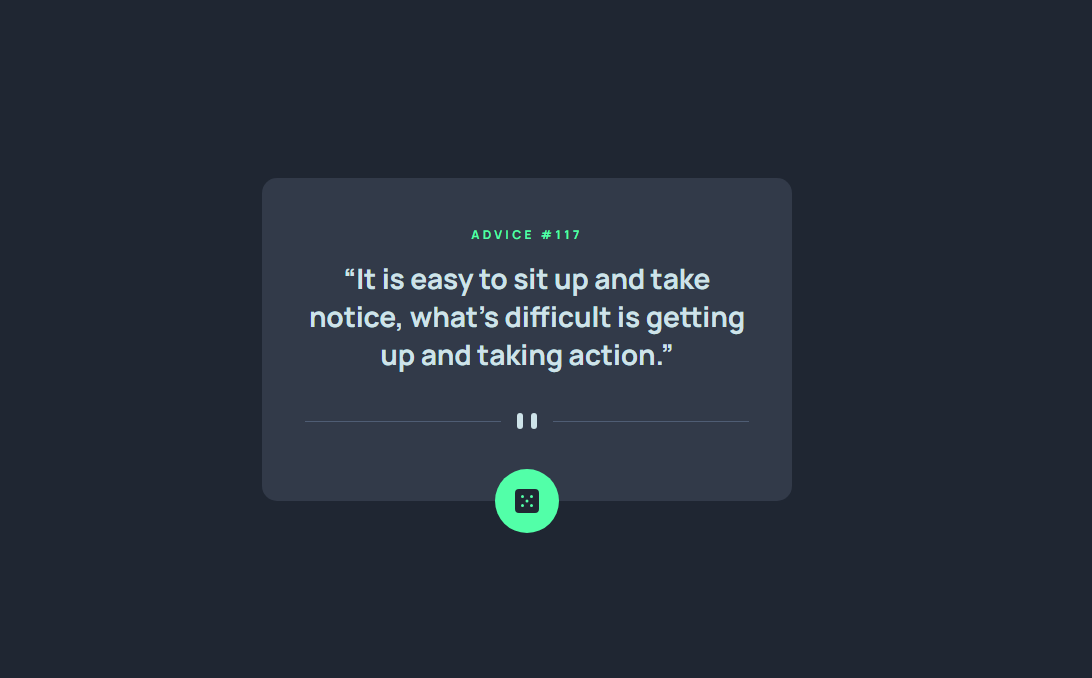 ADVICE #117
“It is easy to sit up and take
notice, what’s difficult is getting
up and taking action.”